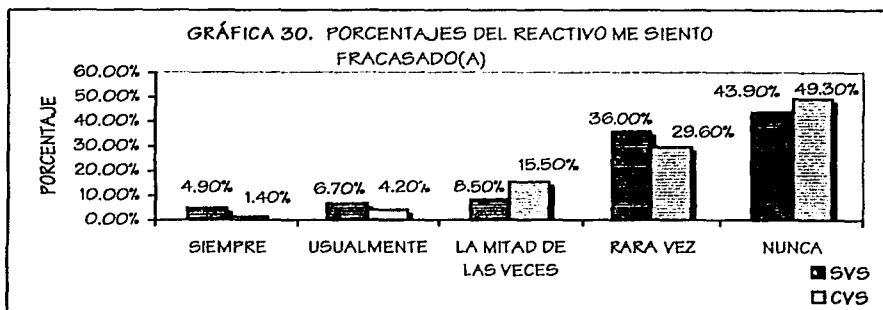 GRÁFICA 30. PORCENTAJES DEL REACTIVO ME SIENTO
FRACASADO(A)
PORCENTAJE
60.00%
50.00%
40.00%
30.00%
20.00%
10.00%
0.00%
4.90% 1.40%
6.70% 4.20%
8.50% 15.50%
36.00% 29.60%
43.90% 49.30%
SIEMPRE USUALMENTE LA MITAD DE RARA VEZ NUNCA
LAS VECES
SVS
CVS